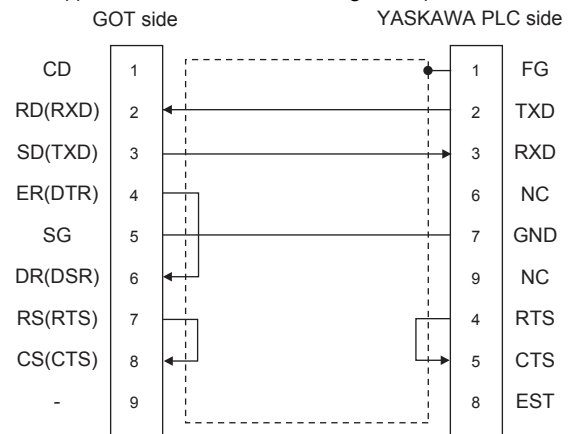 GOT side YASKAWA PLC side
CD 1 1 FG
RD(RXD) 2 2 TXD
SD(TXD) 3 3 RXD
ER(DTR) 4 6 NC
SG 5 7 GND
DR(DSR) 6 9 NC
RS(RTS) 7 4 RTS
CS(CTS) 8 5 CTS
- 9 8 EST